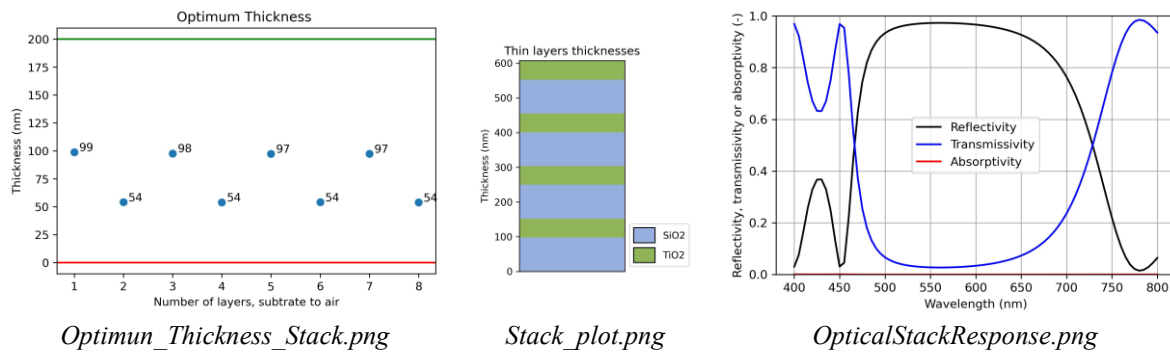 Optimum Thickness
Thickness (nm)
200
175
150
125
100
75
50
25
0
99
54
98
54
97
54
97
54
1 2 3 4 5 6 7 8
Number of layers, subtrate to air
Optimun_Thickness_Stack.png
Thin layers thicknesses
Thickness (nm)
600
500
400
300
200
100
0
SiO2
TiO2
Stack_plot.png
Reflectivity, transmissivity or absorptivity (-)
1.0
0.8
0.6
0.4
0.2
0.0
Reflectivity
Transmissivity
Absorptivity
400 450 500 550 600 650 700 750 800
Wavelength (nm)
OpticalStackResponse.png